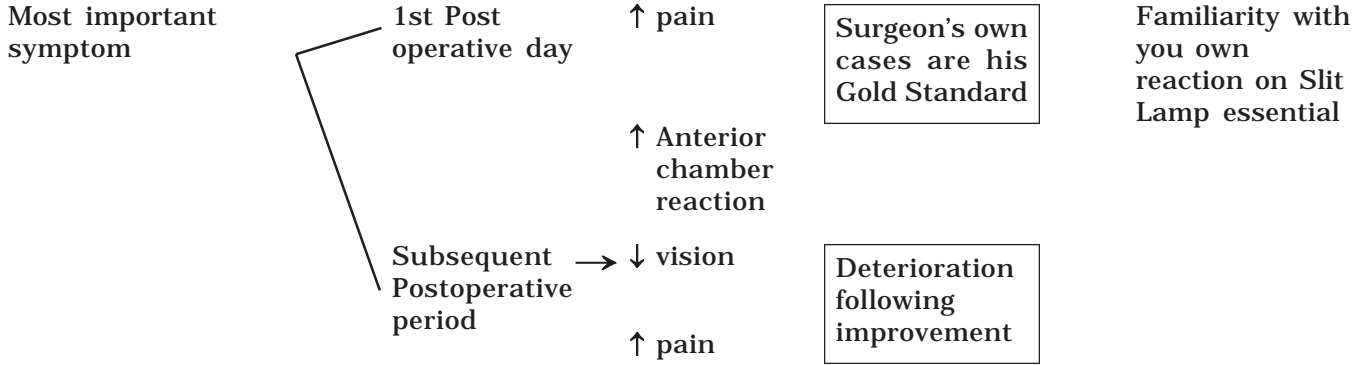 Most important
symptom
1st Post
operative day
↑ pain
Surgeon's own
cases are his
Gold Standard
Familiarity with
you own
reaction on Slit
Lamp essential
↑ Anterior
chamber
reaction
Subsequent
Postoperative
period
→ ↓ vision
↑ pain
Deterioration
following
improvement